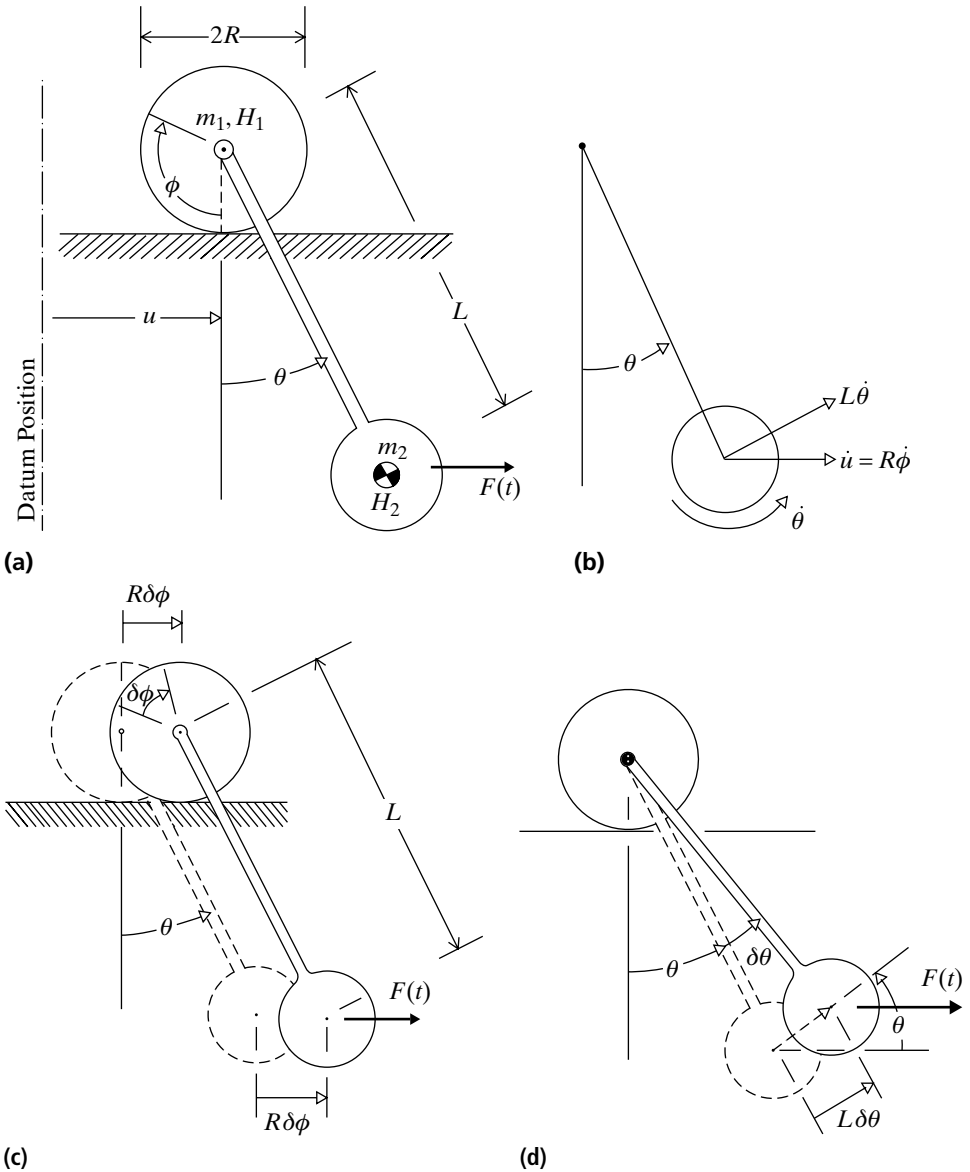 2R
m₁, H₁
ϕ
u
θ
L
Datum Position
m₂
H₂
F(t)
(a)
θ
Lθ̇
u̇ = Rϕ̇
θ̇
(b)
Rδϕ
δϕ
L
θ
F(t)
Rδϕ
(c)
θ
δθ
F(t)
θ
Lδθ
(d)